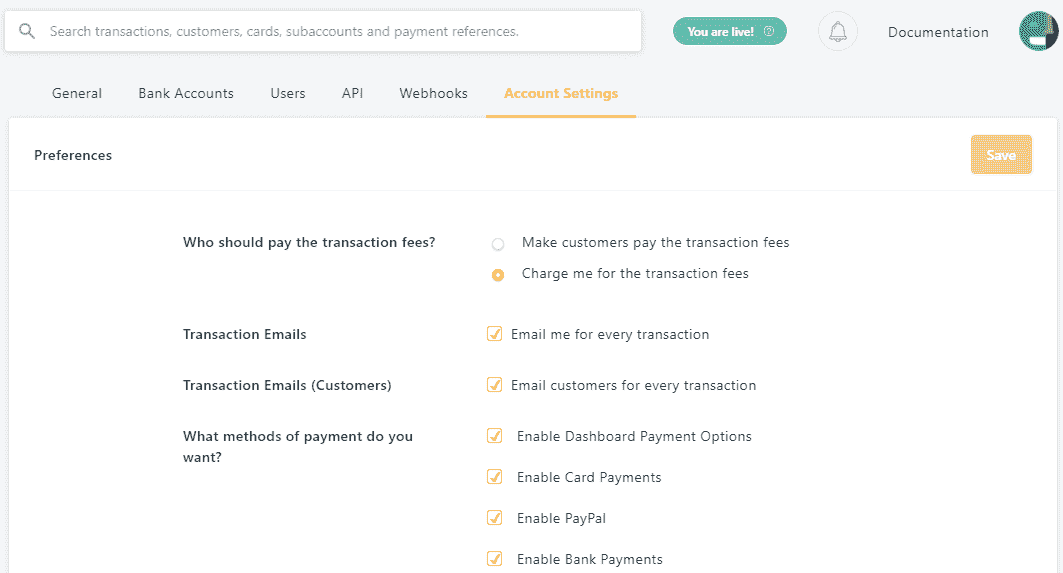 Search transactions, customers, cards, subaccounts and payment references.
You are live!
Documentation
General
Bank Accounts
Users
API
Webhooks
Account Settings
Preferences
Save
Who should pay the transaction fees?
Make customers pay the transaction fees
Charge me for the transaction fees
Transaction Emails
Email me for every transaction
Transaction Emails (Customers)
Email customers for every transaction
What methods of payment do you
want?
Enable Dashboard Payment Options
Enable Card Payments
Enable PayPal
Enable Bank Payments